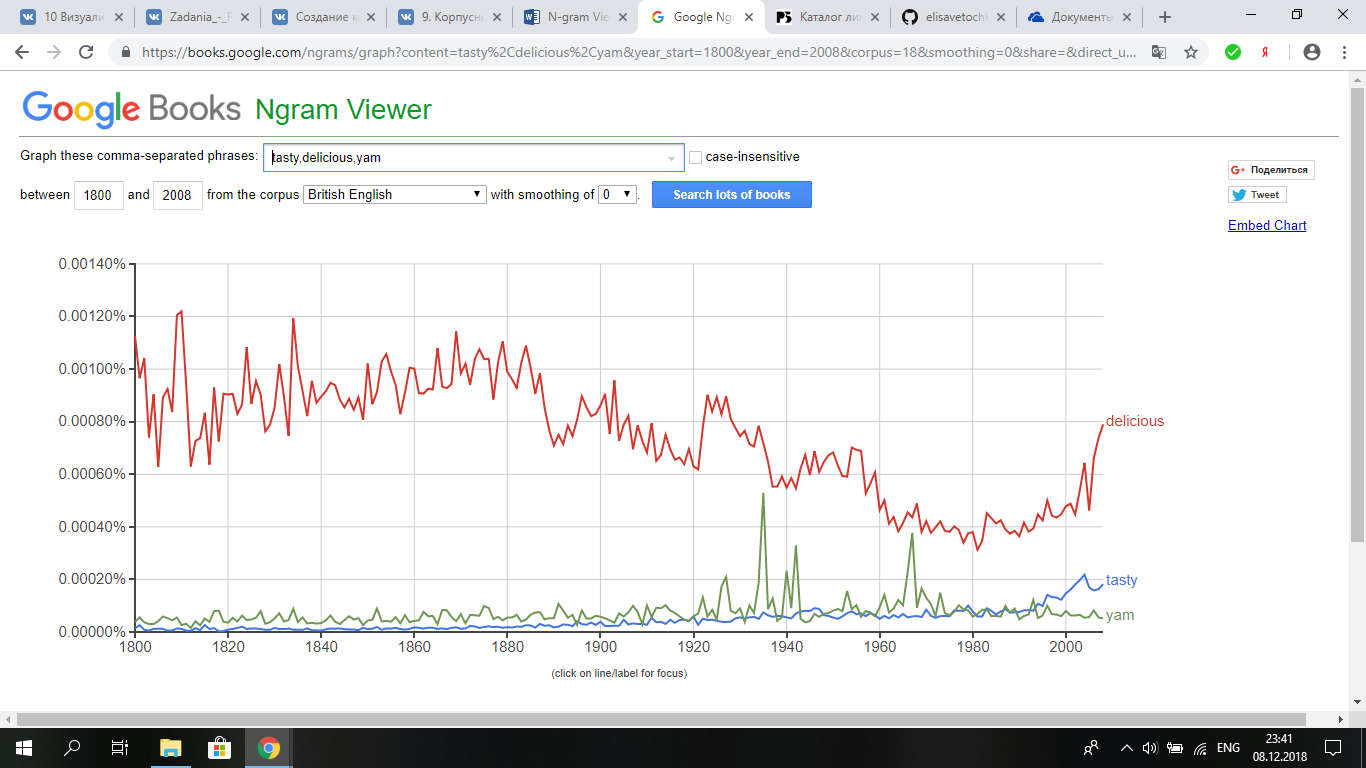 10 Визуали
Zadania_-_F
Создание к
9. Корпусны
N-gram Vie
Google Ngr
Каталог ли
elisavetochk
Документы
https://books.google.com/ngrams/graph?content=tasty%2Cdelicious%2Cyam&year_start=1800&year_end=2008&corpus=18&smoothing=0&share=&direct_u...
Google Books Ngram Viewer
Graph these comma-separated phrases: tasty,delicious,yam case-insensitive
between 1800 and 2008 from the corpus British English with smoothing of 0 . Search lots of books
G+ Поделиться
Tweet
Embed Chart
0.00140%
0.00120%
0.00100%
0.00080%
0.00060%
0.00040%
0.00020%
0.00000%
delicious
tasty
yam
1800 1820 1840 1860 1880 1900 1920 1940 1960 1980 2000
(click on line/label for focus)
ENG
23:41
08.12.2018